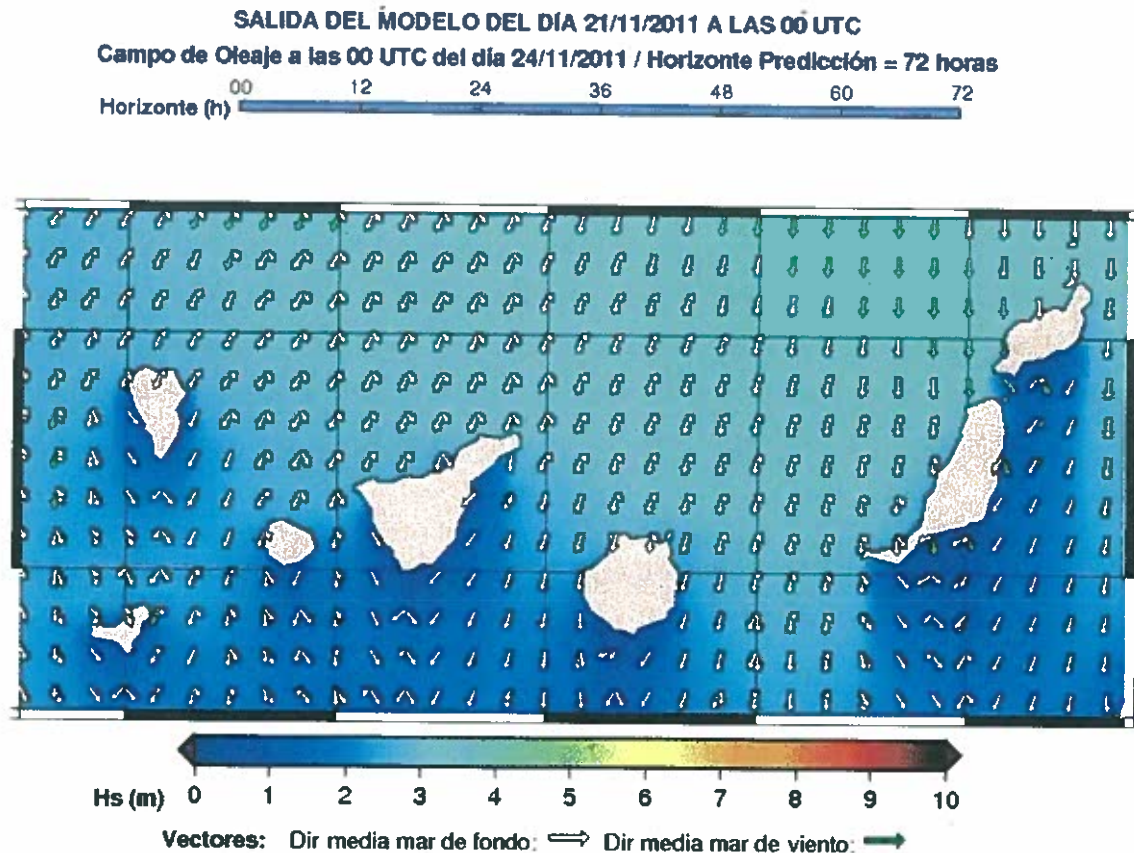 SALIDA DEL MODELO DEL DÍA 21/11/2011 A LAS 00 UTC
Campo de Oleaje a las 00 UTC del día 24/11/2011 / Horizonte Predicción = 72 horas
00 12 24 36 48 60 72
Horizonte (h)
Hs (m) 0 1 2 3 4 5 6 7 8 9 10
Vectores: Dir media mar de fondo: Dir media mar de viento: